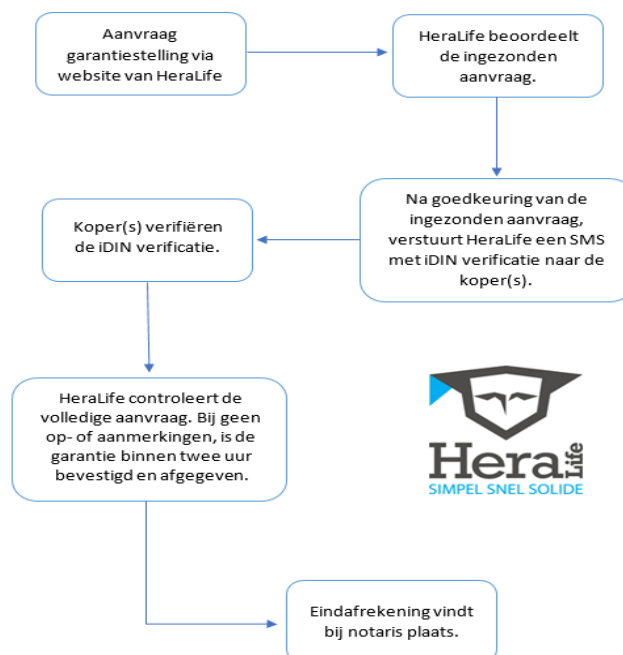 Aanvraag
garantiestelling via
website van HeraLife
HeraLife beoordeelt
de ingezonden
aanvraag.
Na goedkeuring van de
ingezonden aanvraag,
verstuurt HeraLife een SMS
met iDIN verificatie naar de
koper(s).
Koper(s) verifiëren
de iDIN verificatie.
HeraLife controleert de
volledige aanvraag. Bij geen
op- of aanmerkingen, is de
garantie binnen twee uur
bevestigd en afgegeven.
Hera Life
SIMPEL SNEL SOLIDE
Eindafrekening vindt
bij notaris plaats.